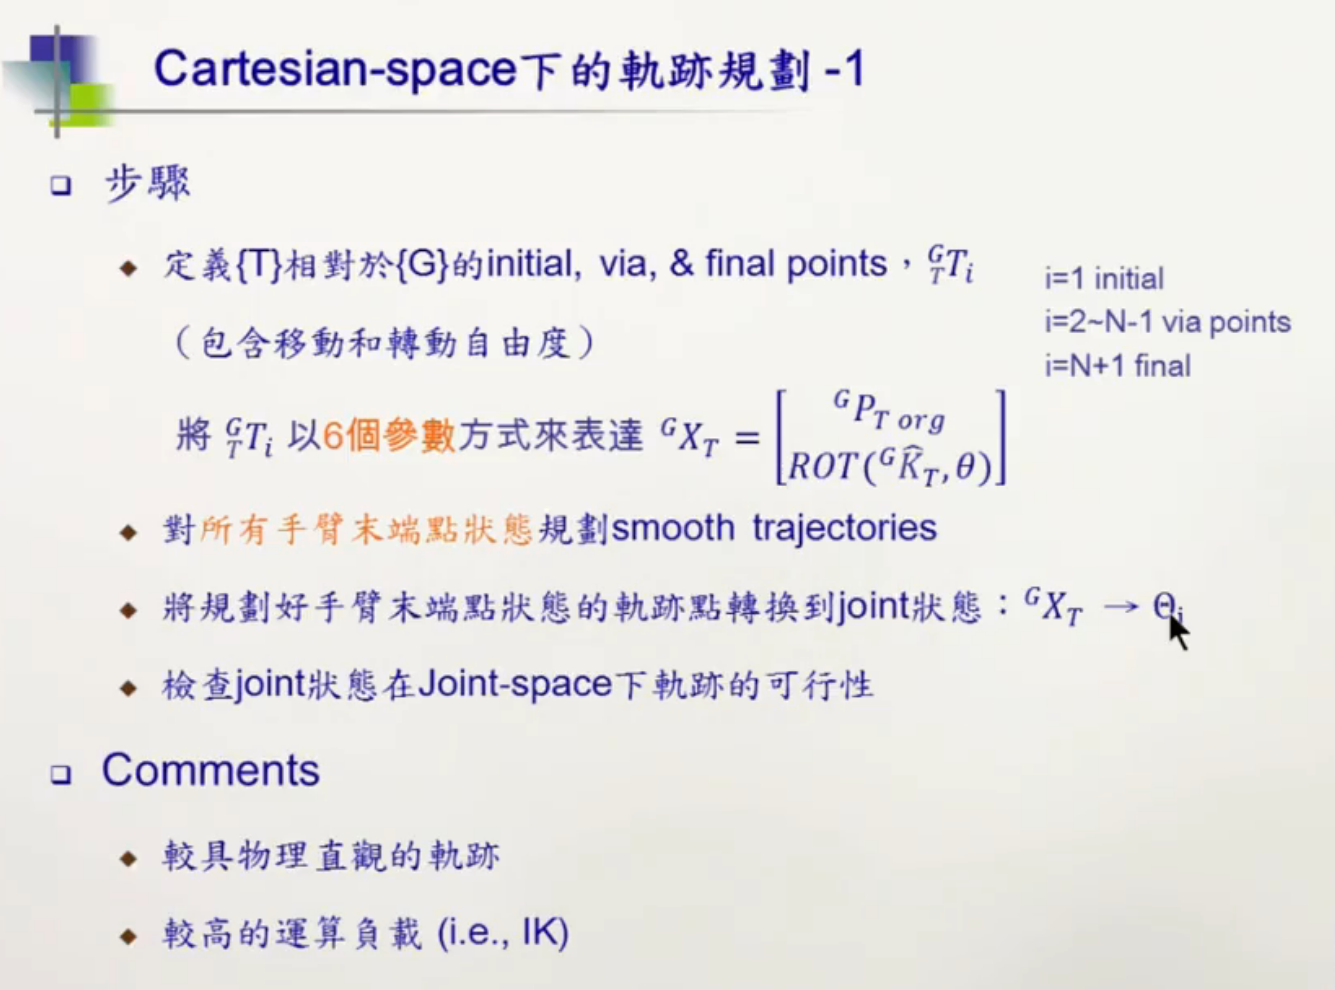 Cartesian-space下的軌跡規劃 -1
步驟
定義{T}相對於{G}的initial, via, & final points，${}^{G}_{T}T_i$
i=1 initial
i=2~N-1 via points
i=N+1 final
（包含移動和轉動自由度）
將 ${}^{G}_{T}T_i$ 以6個參數方式來表達 ${}^{G}X_T = \begin{bmatrix} {}^{G}P_{T\,org} \\ ROT({}^{G}\hat{K}_T, \theta) \end{bmatrix}$
對所有手臂末端點狀態規劃smooth trajectories
將規劃好手臂末端點狀態的軌跡點轉換到joint狀態：${}^{G}X_T \rightarrow \Theta_i$
檢查joint狀態在Joint-space下軌跡的可行性
Comments
較具物理直觀的軌跡
較高的運算負載 (i.e., IK)